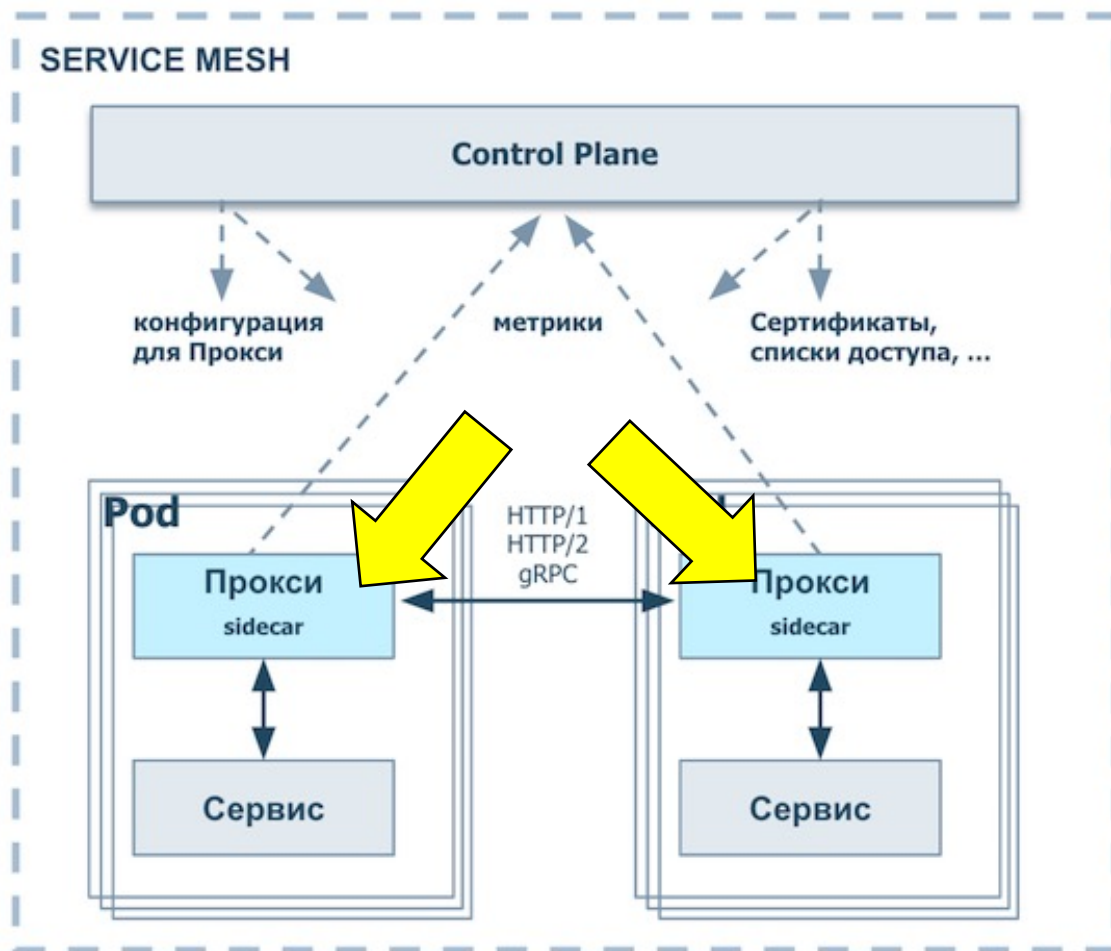 SERVICE MESH
Control Plane
конфигурация
для Прокси
метрики
Сертификаты,
списки доступа, ...
Pod
HTTP/1
HTTP/2
gRPC
Прокси
sidecar
Прокси
sidecar
Сервис
Сервис